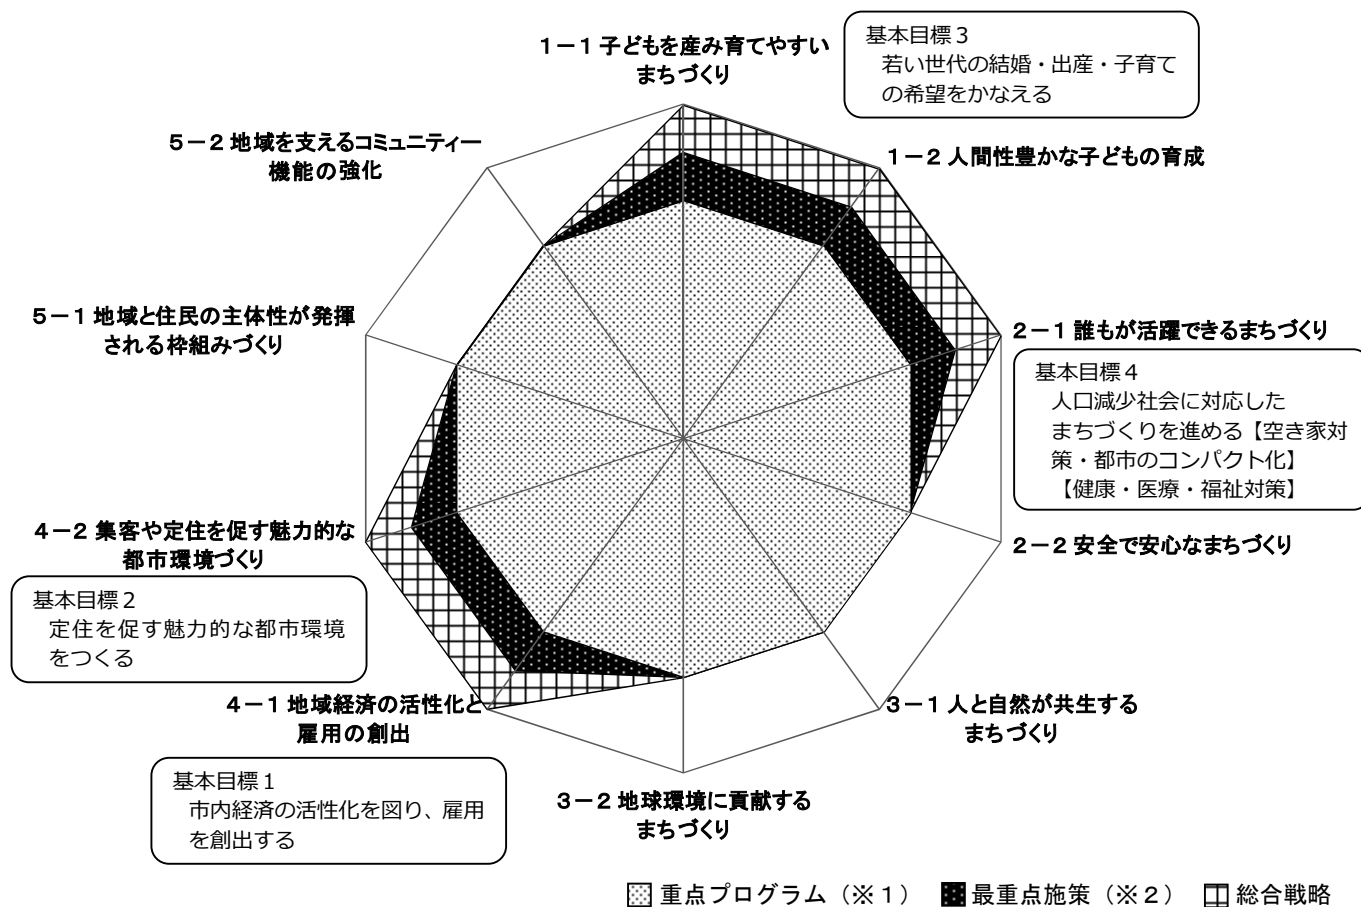 1－1 子どもを産み育てやすい
まちづくり
基本目標３
若い世代の結婚・出産・子育て
の希望をかなえる
1－2 人間性豊かな子どもの育成
2－1 誰もが活躍できるまちづくり
基本目標４
人口減少社会に対応した
まちづくりを進める【空き家対
策・都市のコンパクト化】
【健康・医療・福祉対策】
2－2 安全で安心なまちづくり
3－1 人と自然が共生する
まちづくり
3－2 地球環境に貢献する
まちづくり
4－1 地域経済の活性化と
雇用の創出
基本目標１
市内経済の活性化を図り、雇用
を創出する
4－2 集客や定住を促す魅力的な
都市環境づくり
基本目標２
定住を促す魅力的な都市環境
をつくる
5－1 地域と住民の主体性が発揮
される枠組みづくり
5－2 地域を支えるコミュニティー
機能の強化
重点プログラム（※１） 最重点施策（※２） 総合戦略